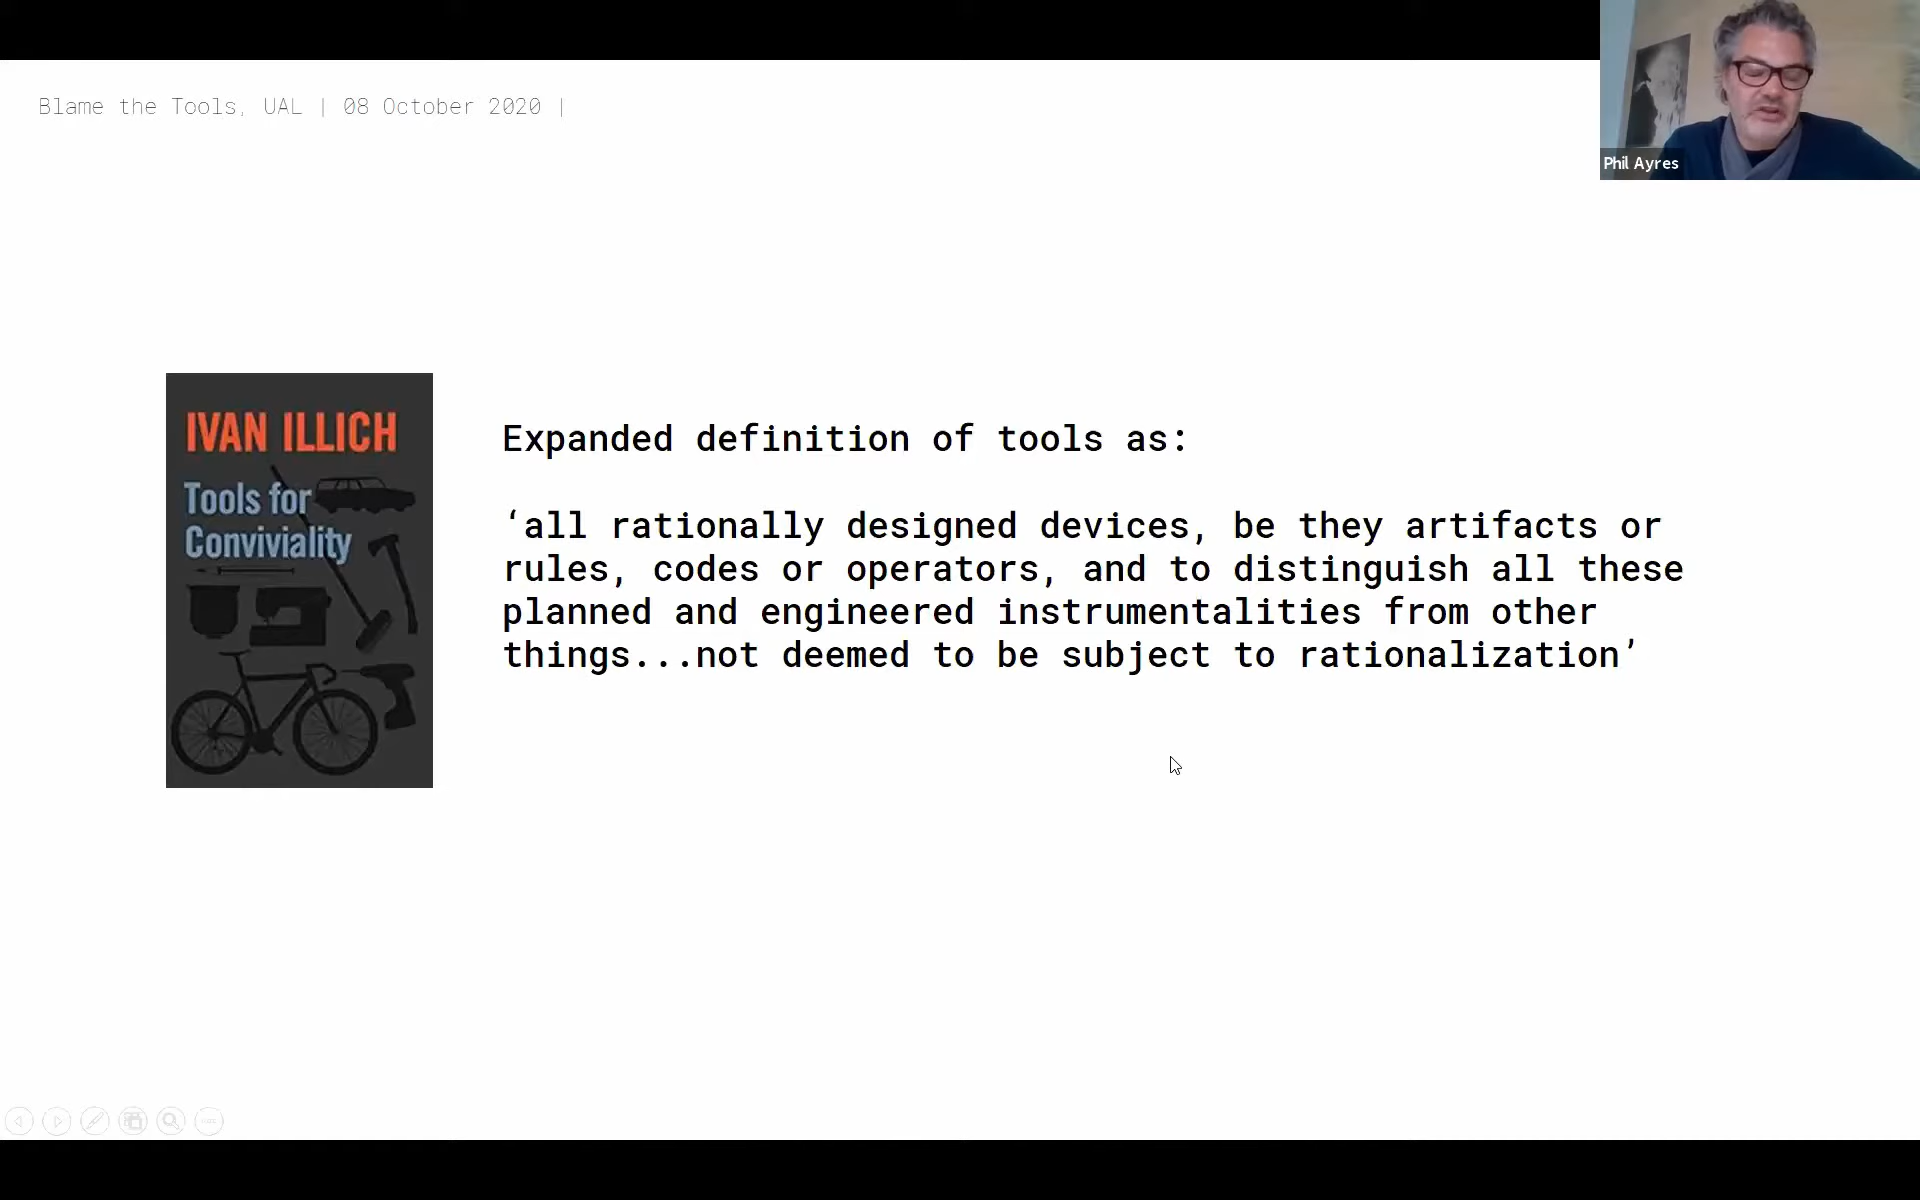 Blame the Tools, UAL | 08 October 2020 |
Phil Ayres
IVAN ILLICH
Tools for
Conviviality
Expanded definition of tools as:
‘all rationally designed devices, be they artifacts or
rules, codes or operators, and to distinguish all these
planned and engineered instrumentalities from other
things...not deemed to be subject to rationalization’